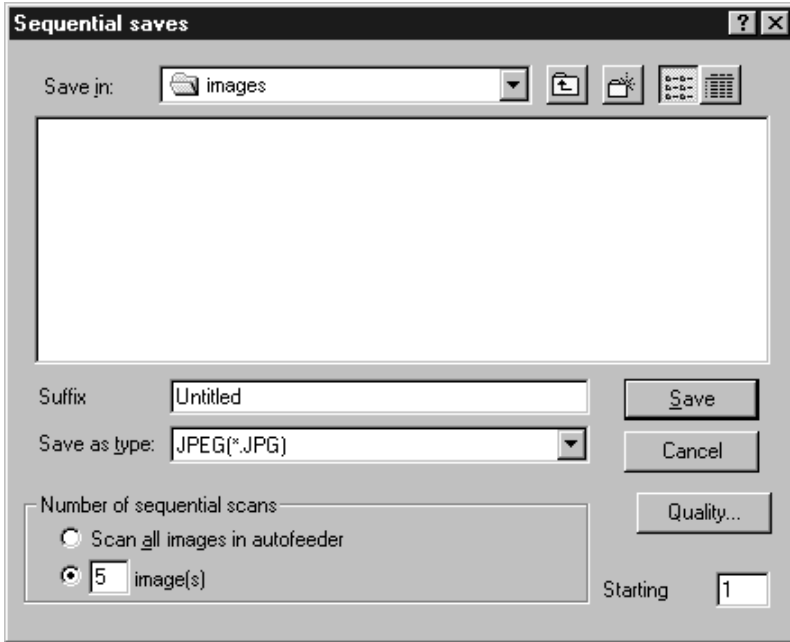 Sequential saves
Save in: images
Suffix Untitled Save
Save as type: JPEG(*.JPG) Cancel
Number of sequential scans Quality...
Scan all images in autofeeder
5 image(s) Starting 1